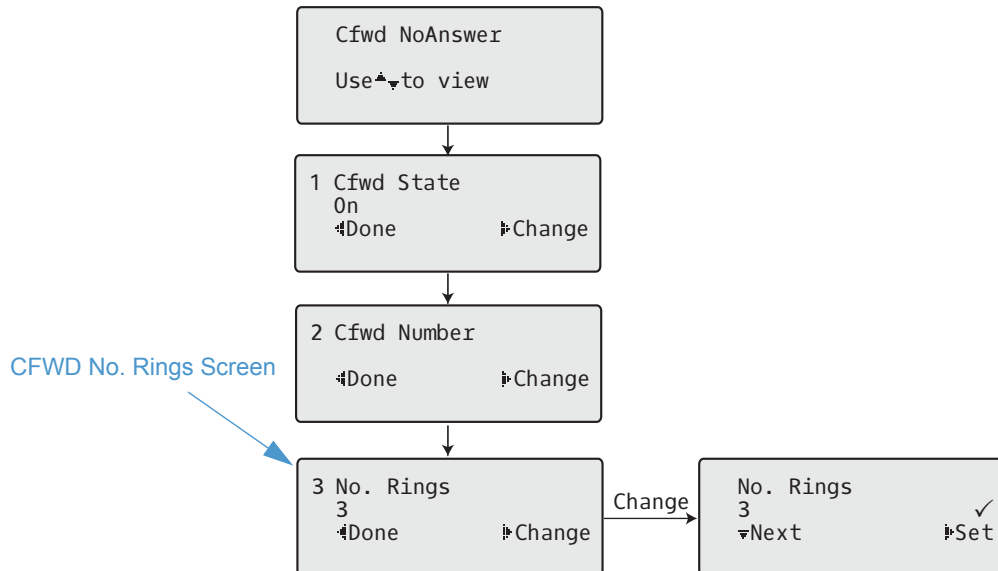 Cfwd NoAnswer
Use to view
1 Cfwd State
On
Done Change
2 Cfwd Number
Done Change
CFWD No. Rings Screen
3 No. Rings
3
Done Change
Change
No. Rings
3 ✓
Next Set